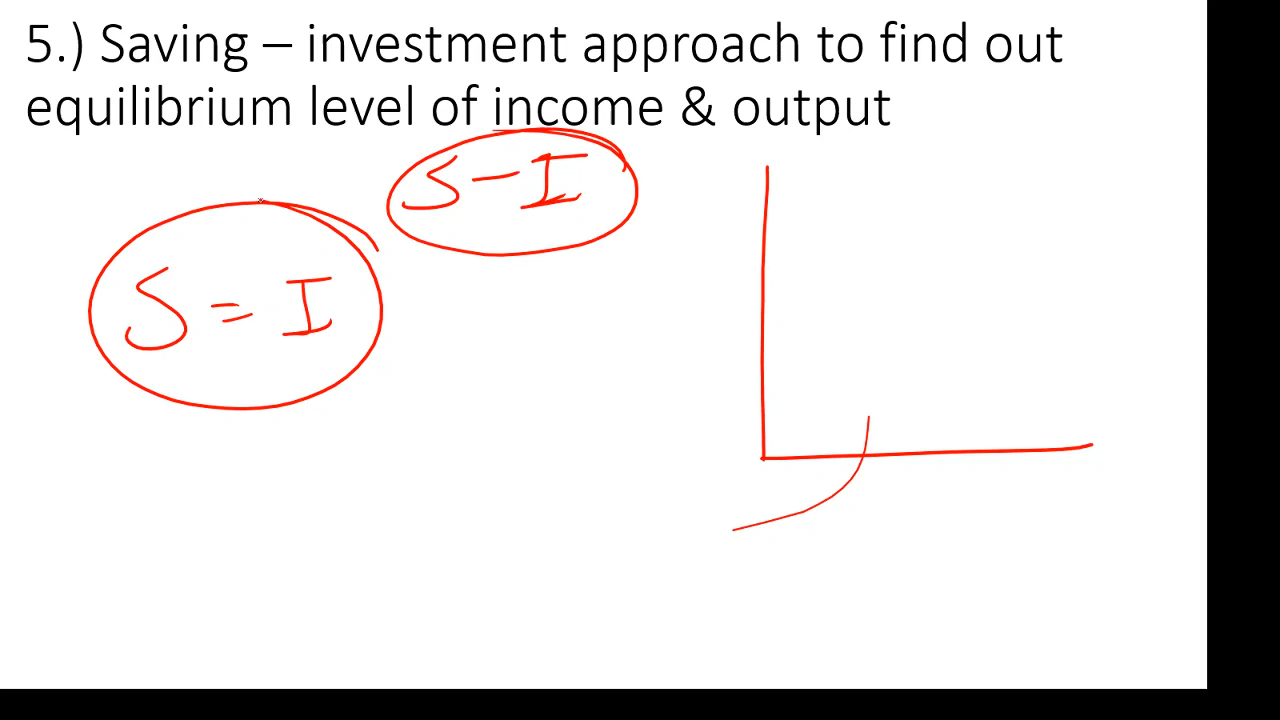 5.) Saving – investment approach to find out
equilibrium level of income & output
S – I
S = I